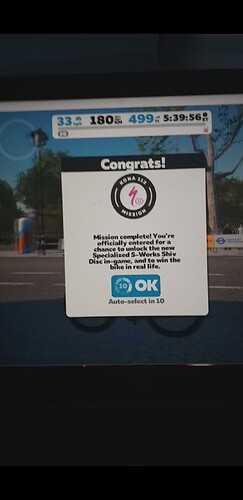 33 180 KM 499 5:39:56
Congrats!
KONA 112
MISSION
Mission complete! You're
officially entered for a
chance to unlock the new
Specialized S-Works Shiv
Disc in-game, and to win the
bike in real life.
10 OK
Auto-select in 10